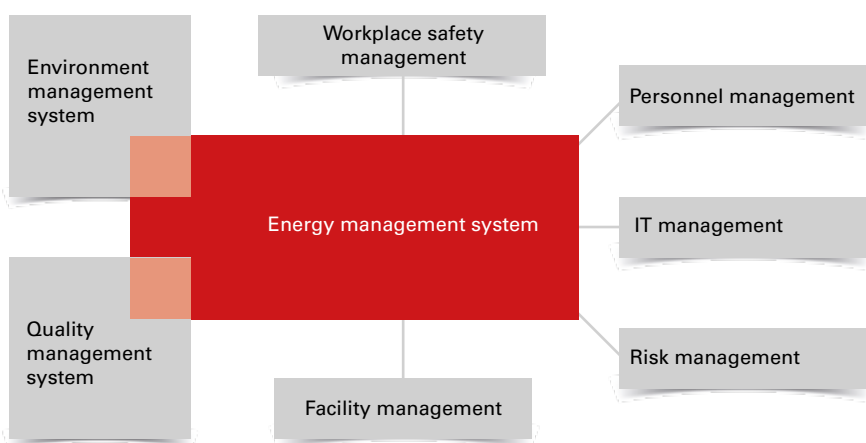 Environment
management
system
Workplace safety
management
Personnel management
Energy management system
IT management
Quality
management
system
Risk management
Facility management